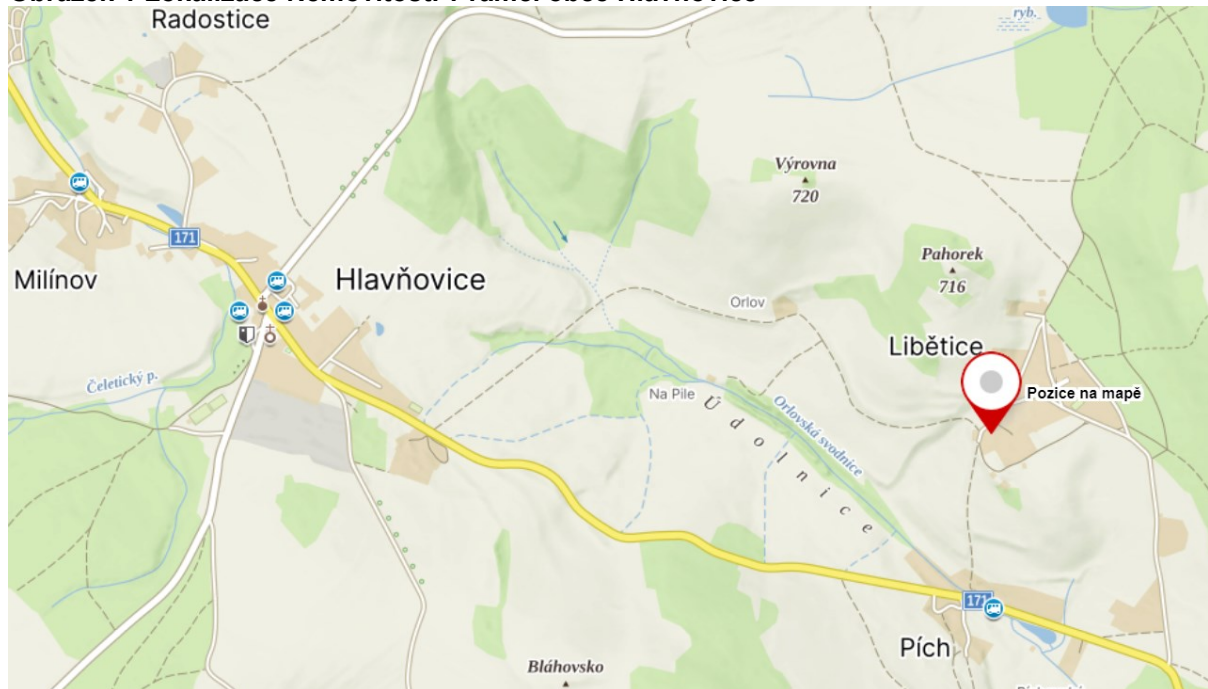 Radostice
ryb.
Výrovna
720
171
Pahorek
716
Milínov
Hlavňovice
Orlov
Libětice
Čeletický p.
Na Pile
Pozice na mapě
Údolnice
Orlovská svodnice
171
Pích
Bláhovsko